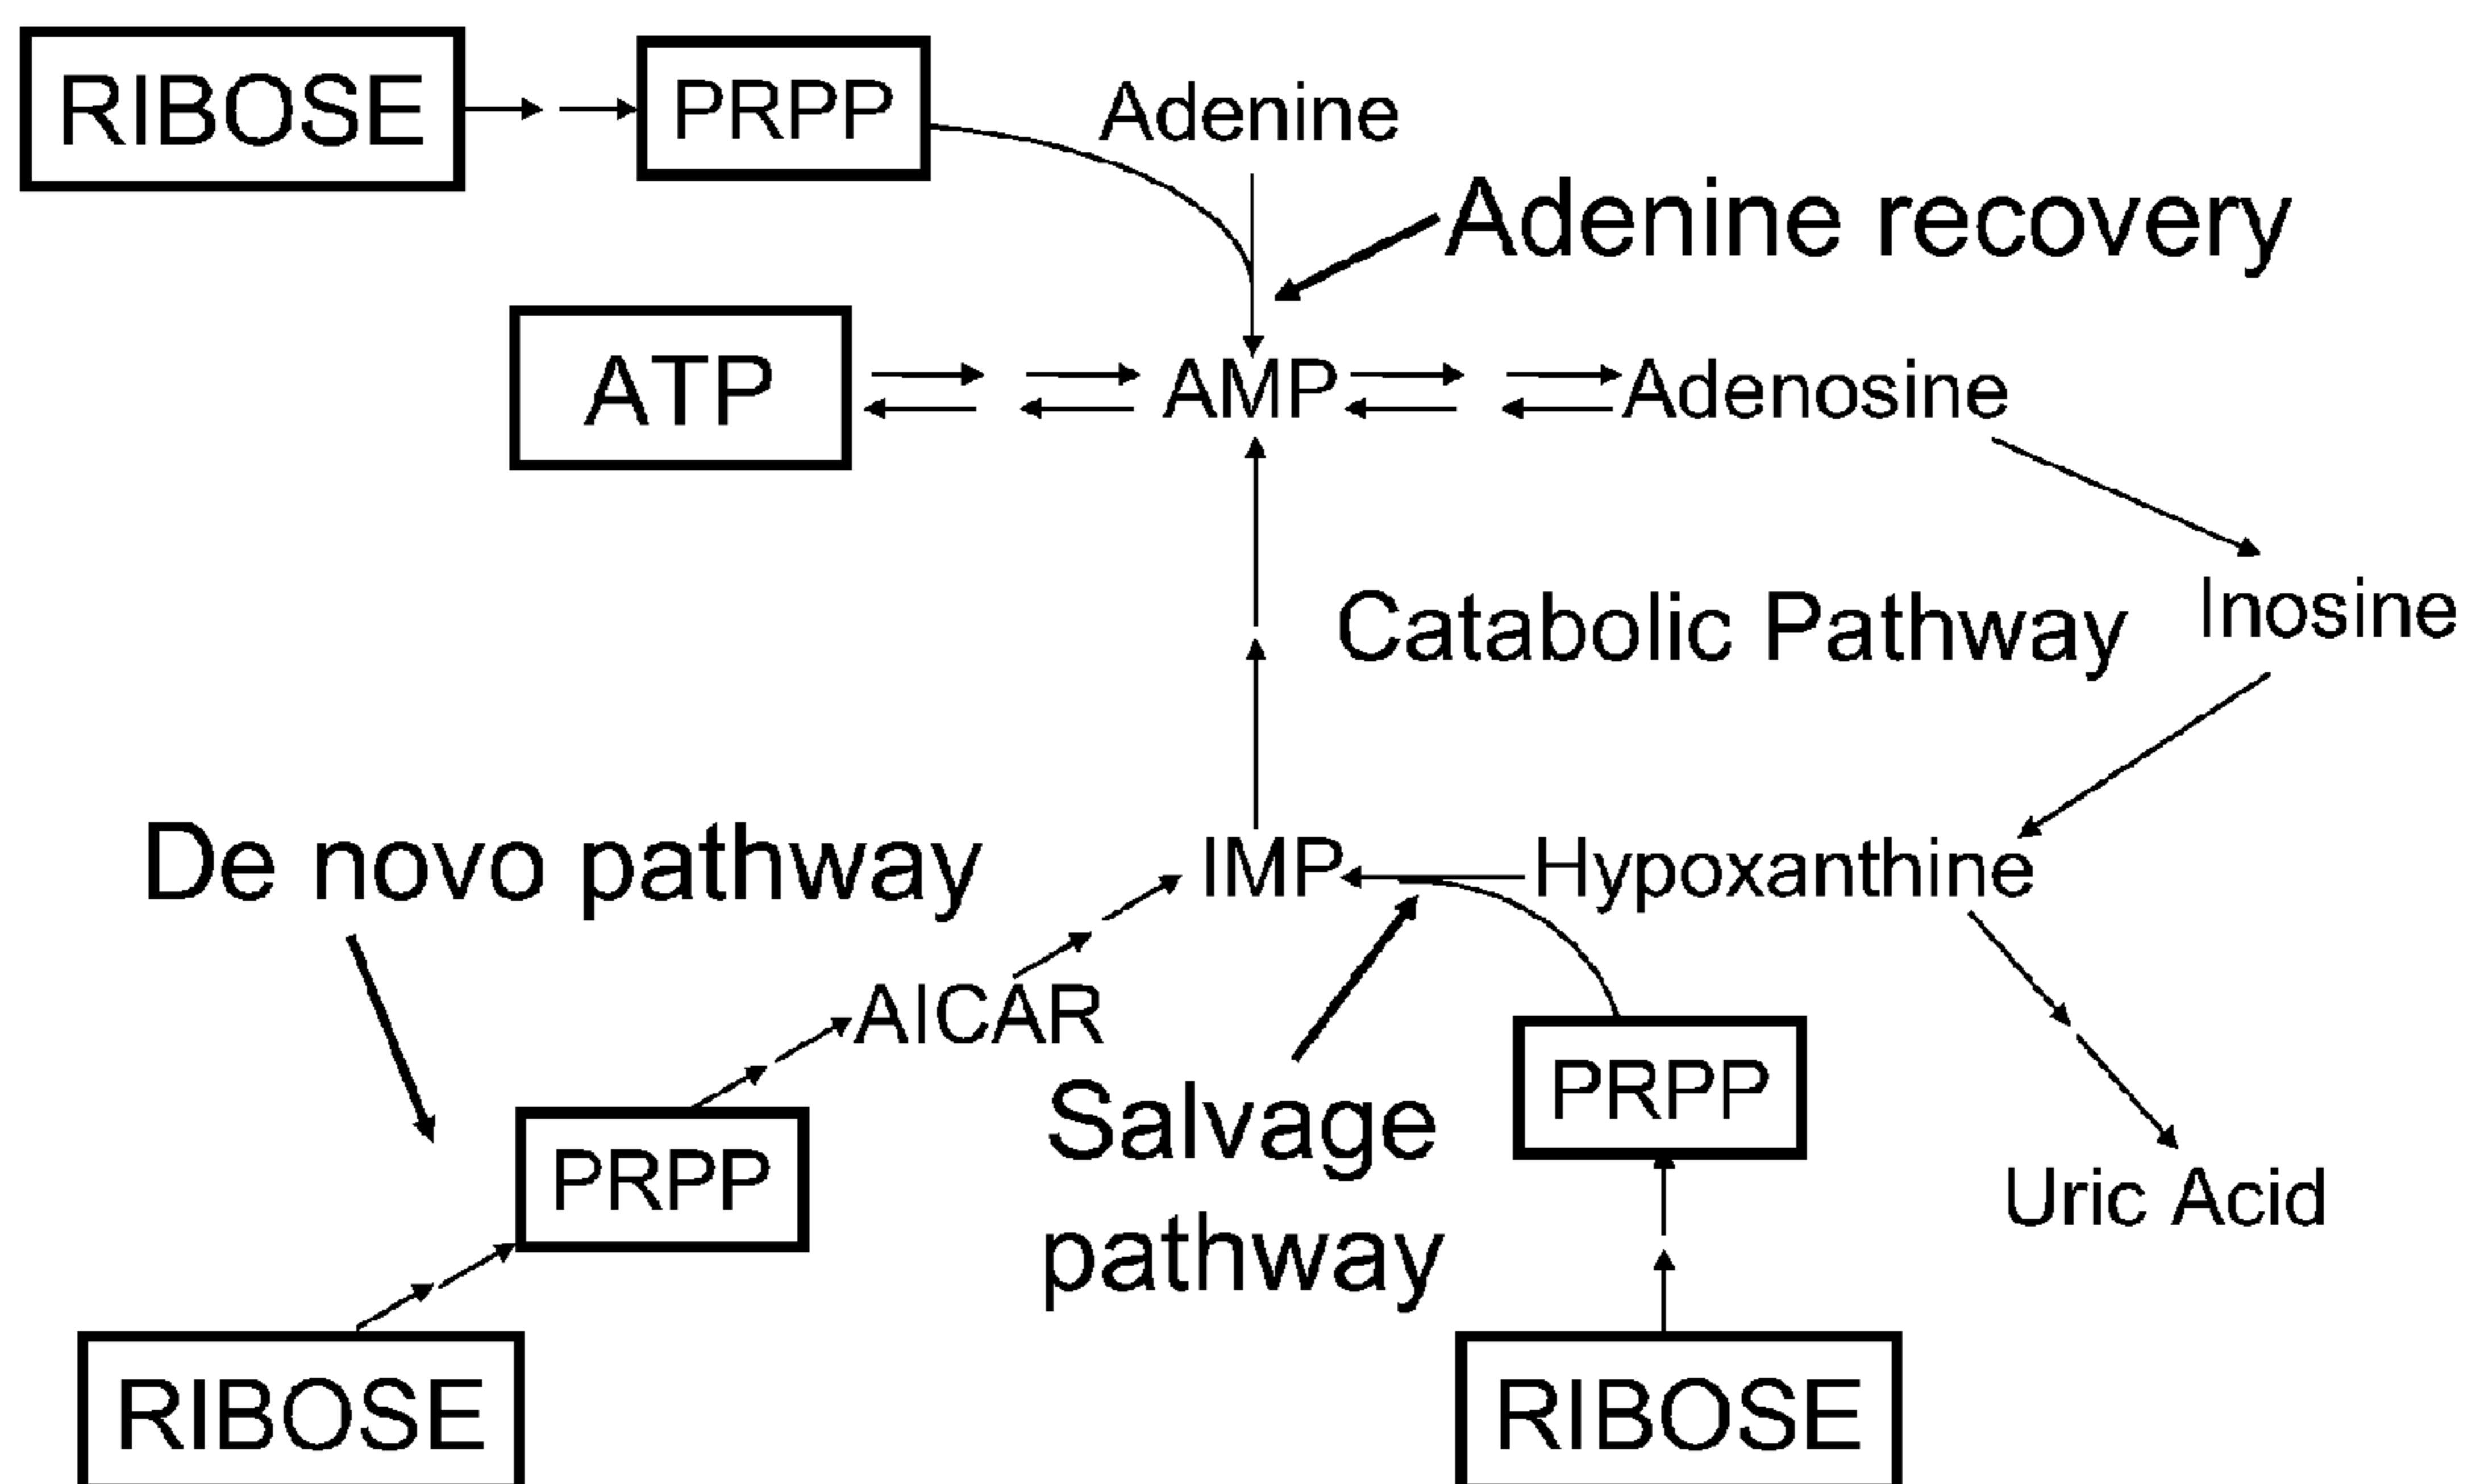 RIBOSE
PRPP
Adenine
Adenine recovery
ATP
AMP
Adenosine
Catabolic Pathway
Inosine
De novo pathway
IMP
Hypoxanthine
AICAR
Salvage
pathway
PRPP
PRPP
Uric Acid
RIBOSE
RIBOSE